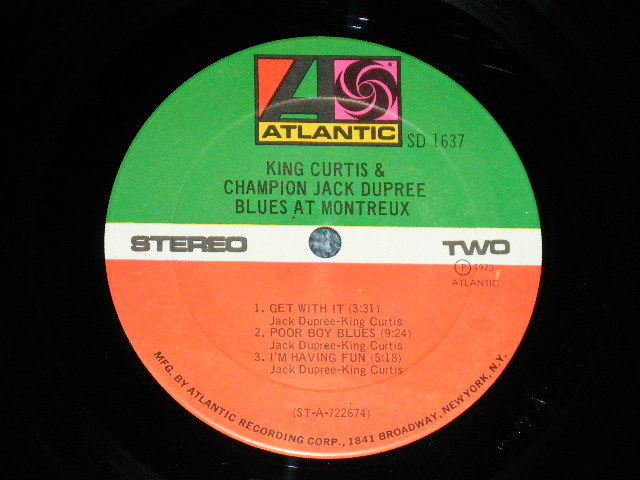 ATLANTIC
SD 1637
KING CURTIS &
CHAMPION JACK DUPREE
BLUES AT MONTREUX
STEREO
TWO
Ⓟ 1973
ATLANTIC
1. GET WITH IT (3:31)
Jack Dupree-King Curtis
2. POOR BOY BLUES (9:24)
Jack Dupree-King Curtis
3. I'M HAVING FUN (5:18)
Jack Dupree-King Curtis
(ST-A-722674)
MFG. BY ATLANTIC RECORDING CORP., 1841 BROADWAY, NEW YORK, N.Y.